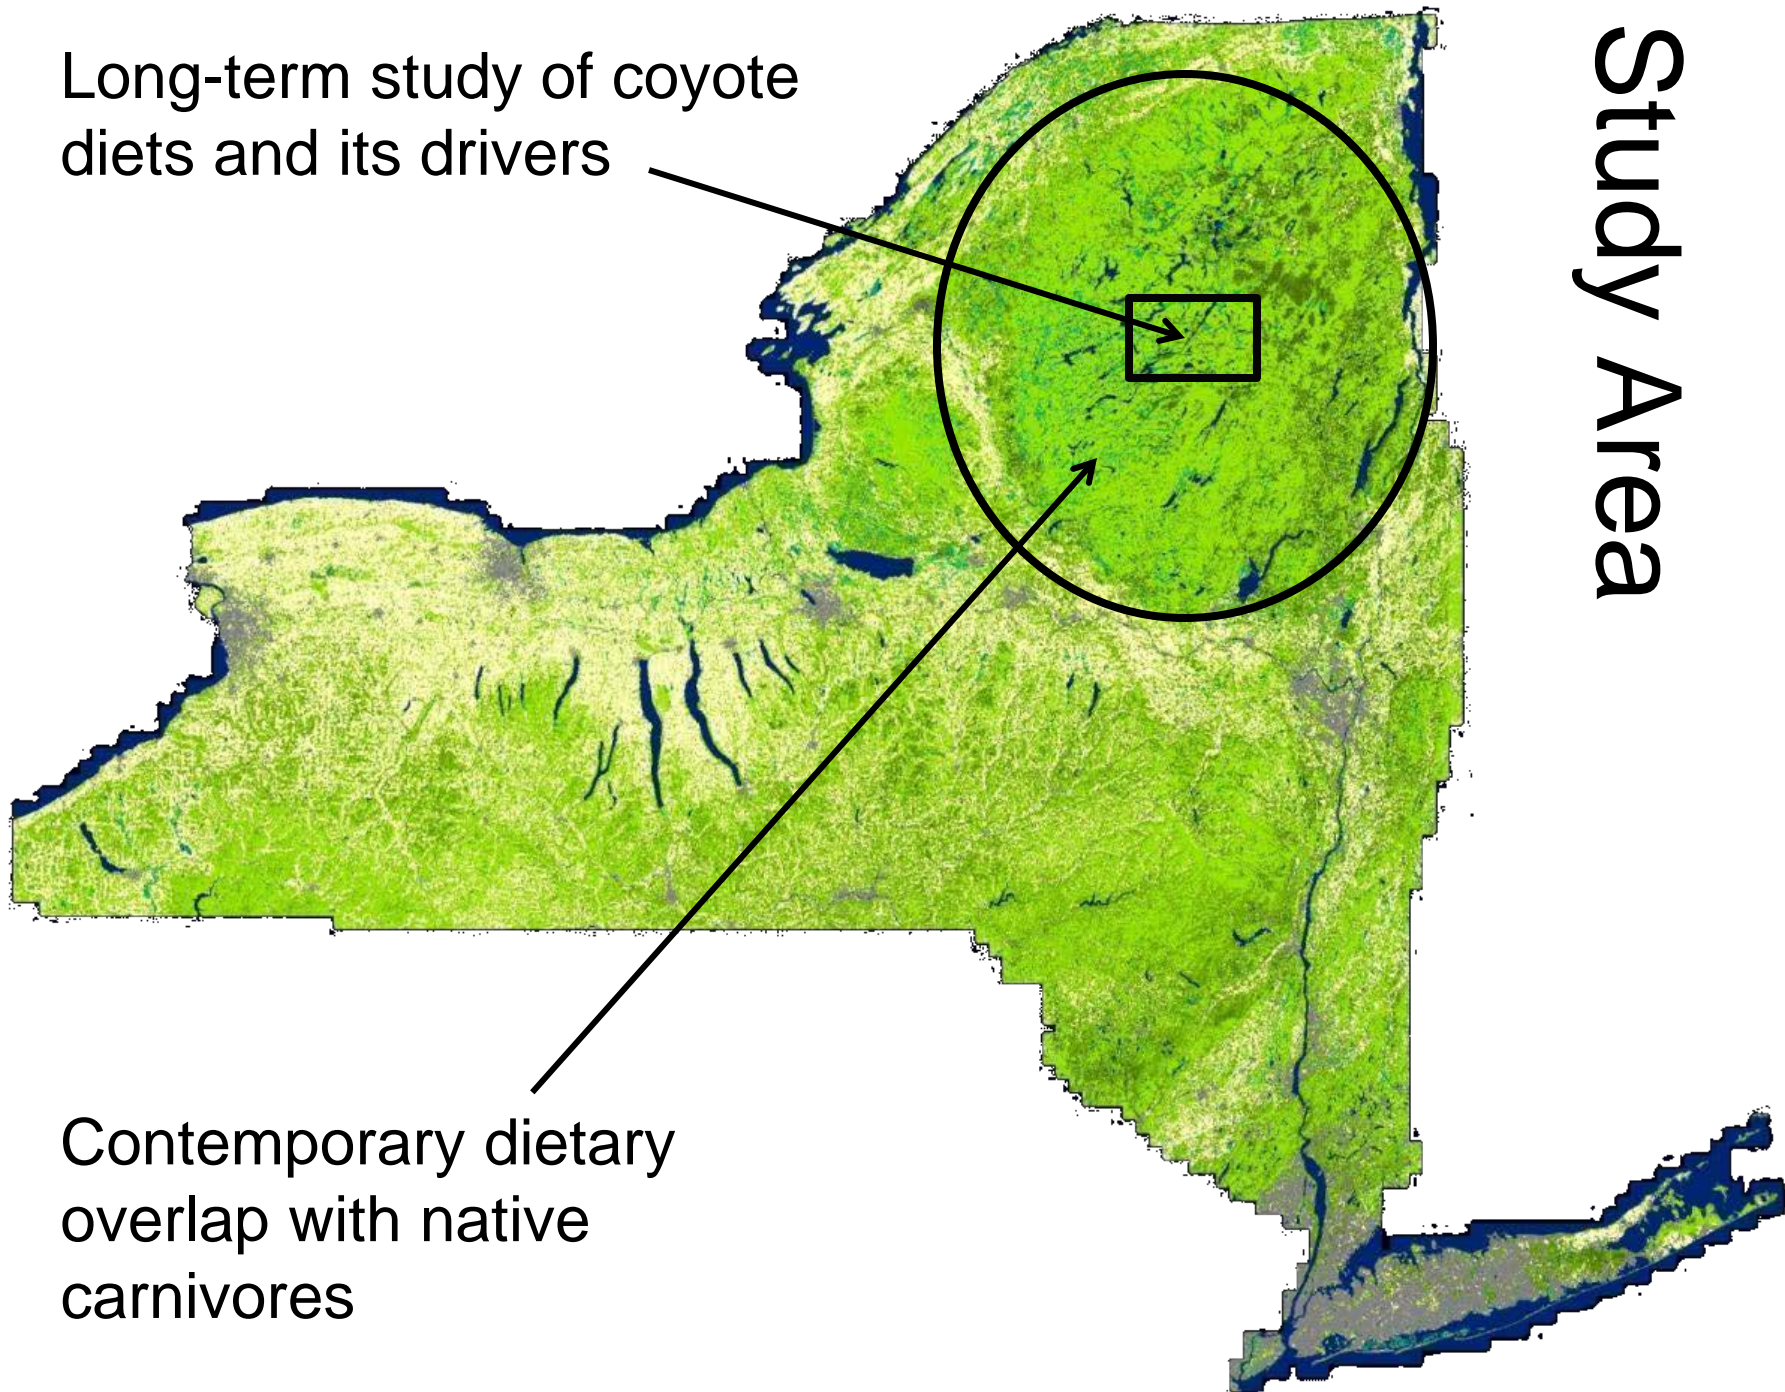 Study Area
Long-term study of coyote
diets and its drivers
Contemporary dietary
overlap with native
carnivores